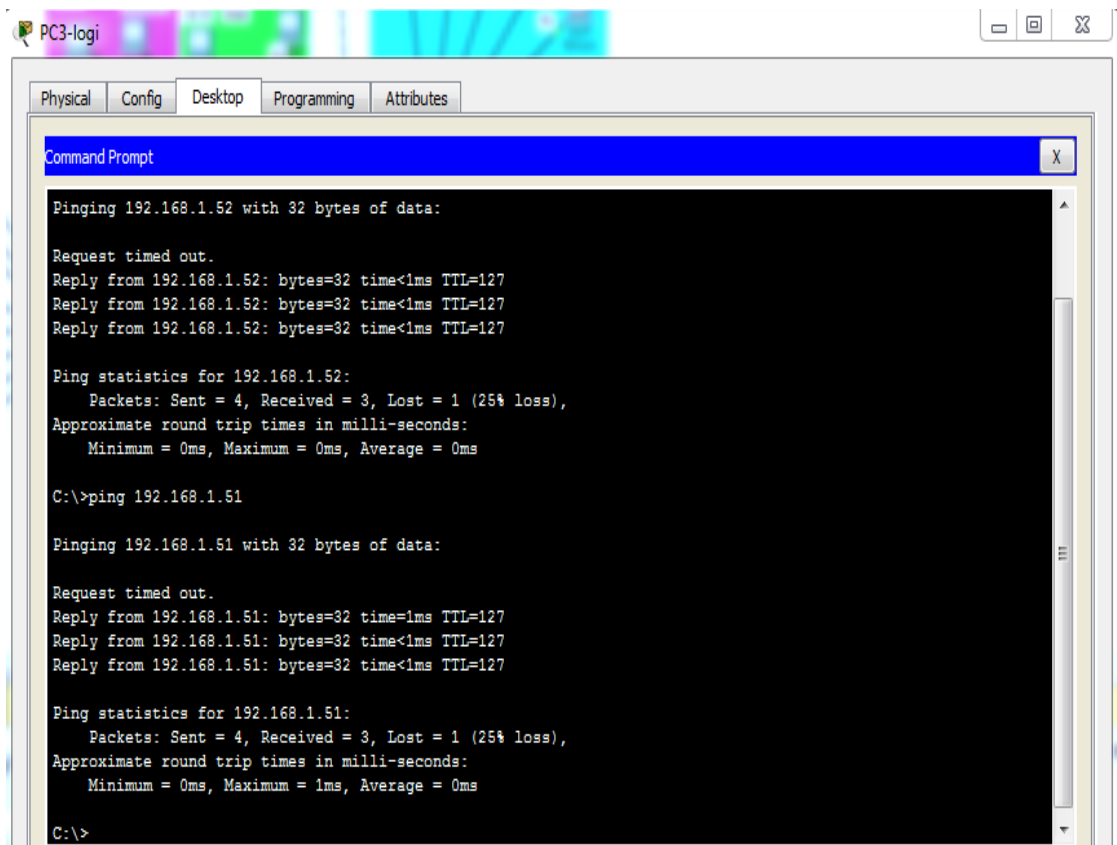 PC3-logi
Physical Config Desktop Programming Attributes
Command Prompt
X
Pinging 192.168.1.52 with 32 bytes of data:
Request timed out.
Reply from 192.168.1.52: bytes=32 time<1ms TTL=127
Reply from 192.168.1.52: bytes=32 time<1ms TTL=127
Reply from 192.168.1.52: bytes=32 time<1ms TTL=127
Ping statistics for 192.168.1.52:
Packets: Sent = 4, Received = 3, Lost = 1 (25% loss),
Approximate round trip times in milli-seconds:
Minimum = 0ms, Maximum = 0ms, Average = 0ms
C:\>ping 192.168.1.51
Pinging 192.168.1.51 with 32 bytes of data:
Request timed out.
Reply from 192.168.1.51: bytes=32 time=1ms TTL=127
Reply from 192.168.1.51: bytes=32 time<1ms TTL=127
Reply from 192.168.1.51: bytes=32 time<1ms TTL=127
Ping statistics for 192.168.1.51:
Packets: Sent = 4, Received = 3, Lost = 1 (25% loss),
Approximate round trip times in milli-seconds:
Minimum = 0ms, Maximum = 1ms, Average = 0ms
C:\>